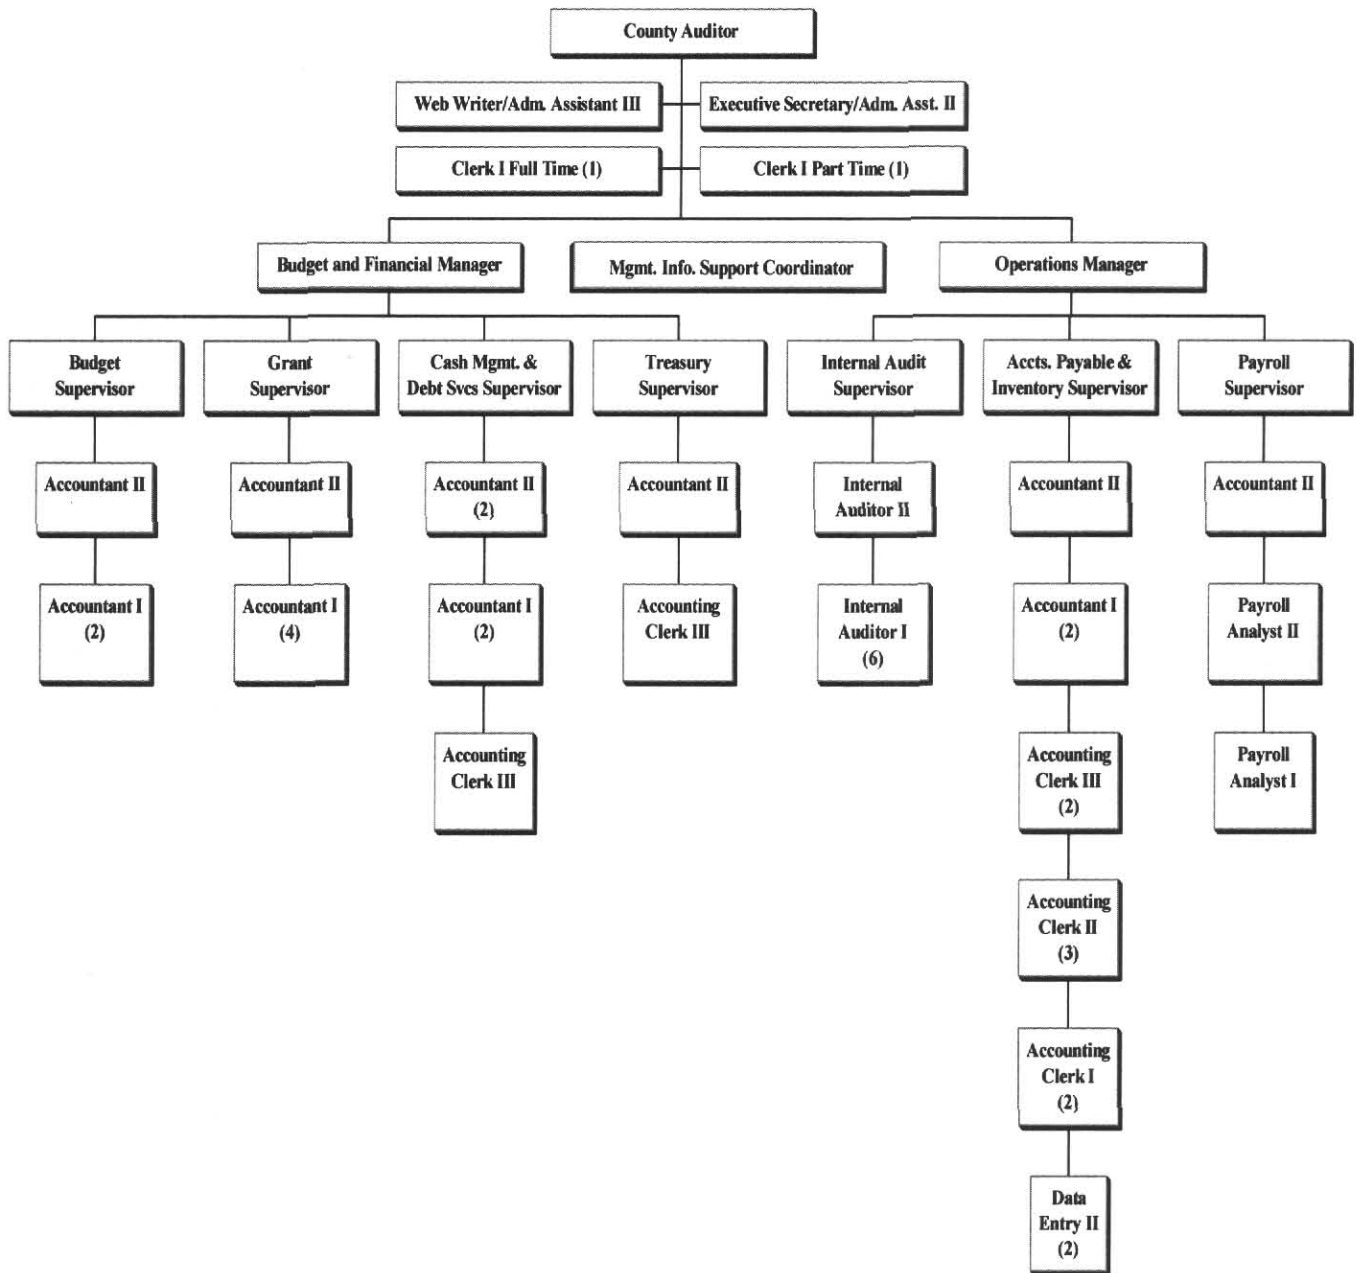 County Auditor
Web Writer/Adm. Assistant III
Executive Secretary/Adm. Asst. II
Clerk I Full Time (1)
Clerk I Part Time (1)
Budget and Financial Manager
Mgmt. Info. Support Coordinator
Operations Manager
Budget
Supervisor
Grant
Supervisor
Cash Mgmt. &
Debt Svcs Supervisor
Treasury
Supervisor
Internal Audit
Supervisor
Accts. Payable &
Inventory Supervisor
Payroll
Supervisor
Accountant II
Accountant II
Accountant II
(2)
Accountant II
Internal
Auditor II
Accountant II
Accountant II
Accountant I
(2)
Accountant I
(4)
Accountant I
(2)
Accounting
Clerk III
Internal
Auditor I
(6)
Accountant I
(2)
Payroll
Analyst II
Accounting
Clerk III
Accounting
Clerk III
(2)
Payroll
Analyst I
Accounting
Clerk II
(3)
Accounting
Clerk I
(2)
Data
Entry II
(2)